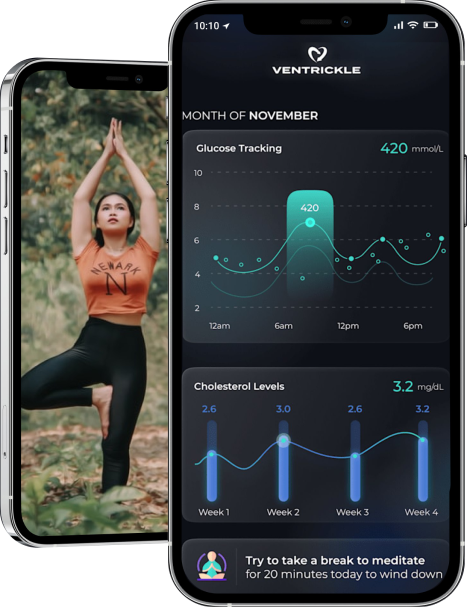 NEWARK
N
10:10
VENTRICKLE
MONTH OF NOVEMBER
Glucose Tracking 420 mmol/L
10
8
420
6
4
2
12am 6am 12pm 6pm
Cholesterol Levels 3.2 mg/dL
2.6 3.0 2.6 3.2
Week 1 Week 2 Week 3 Week 4
Try to take a break to meditate
for 20 minutes today to wind down